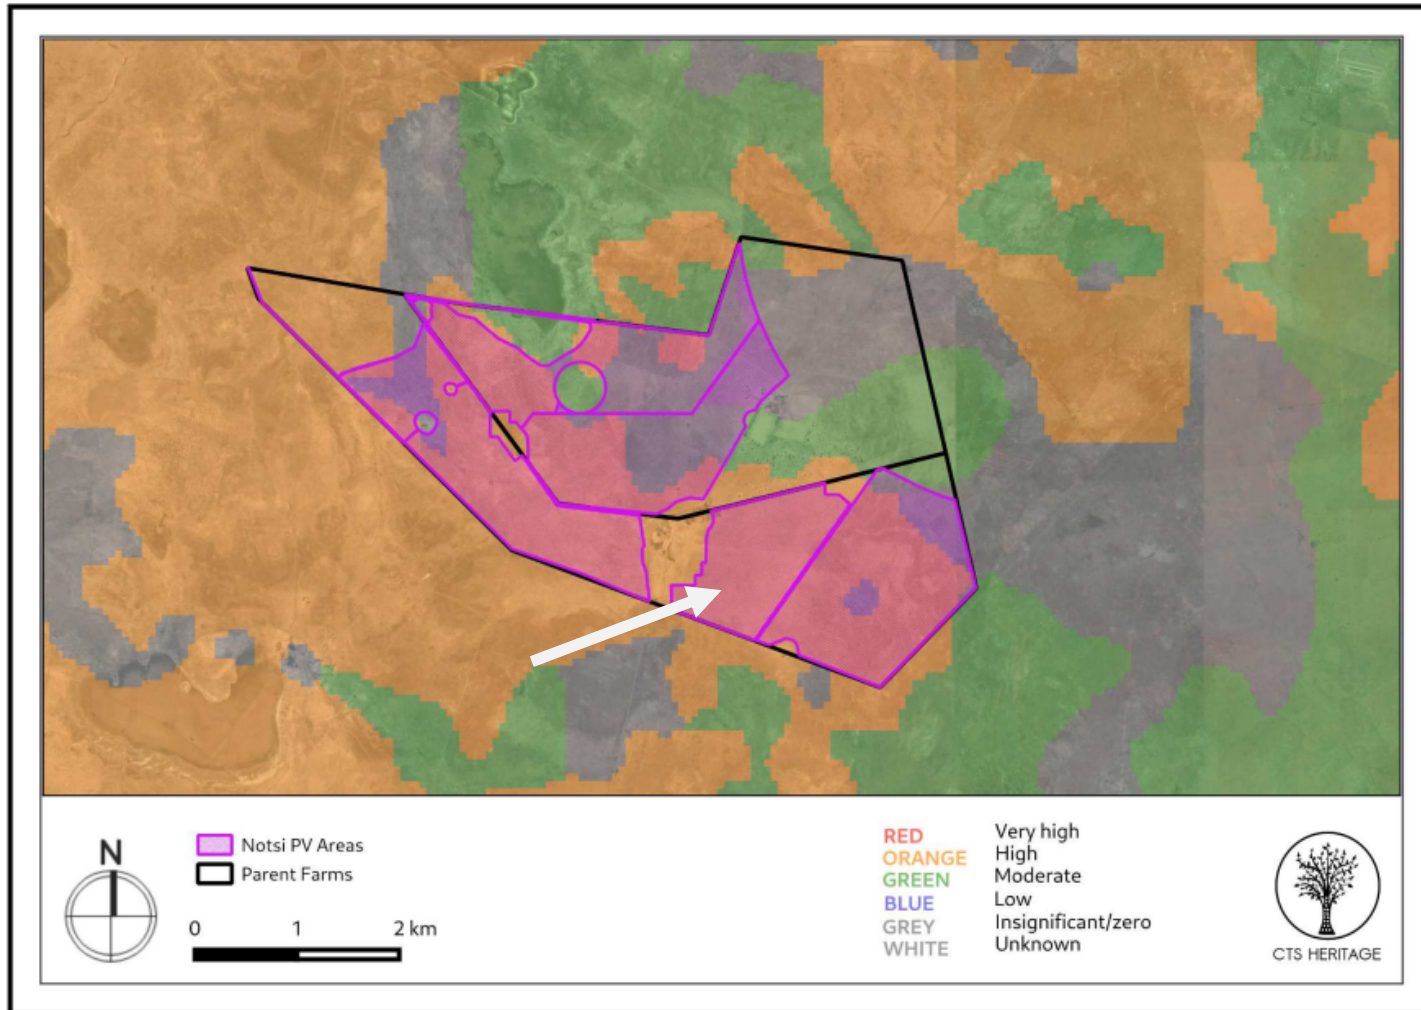 N
Notsi PV Areas
Parent Farms
0 1 2 km
RED Very high
ORANGE High
GREEN Moderate
BLUE Low
GREY Insignificant/zero
WHITE Unknown
CTS HERITAGE